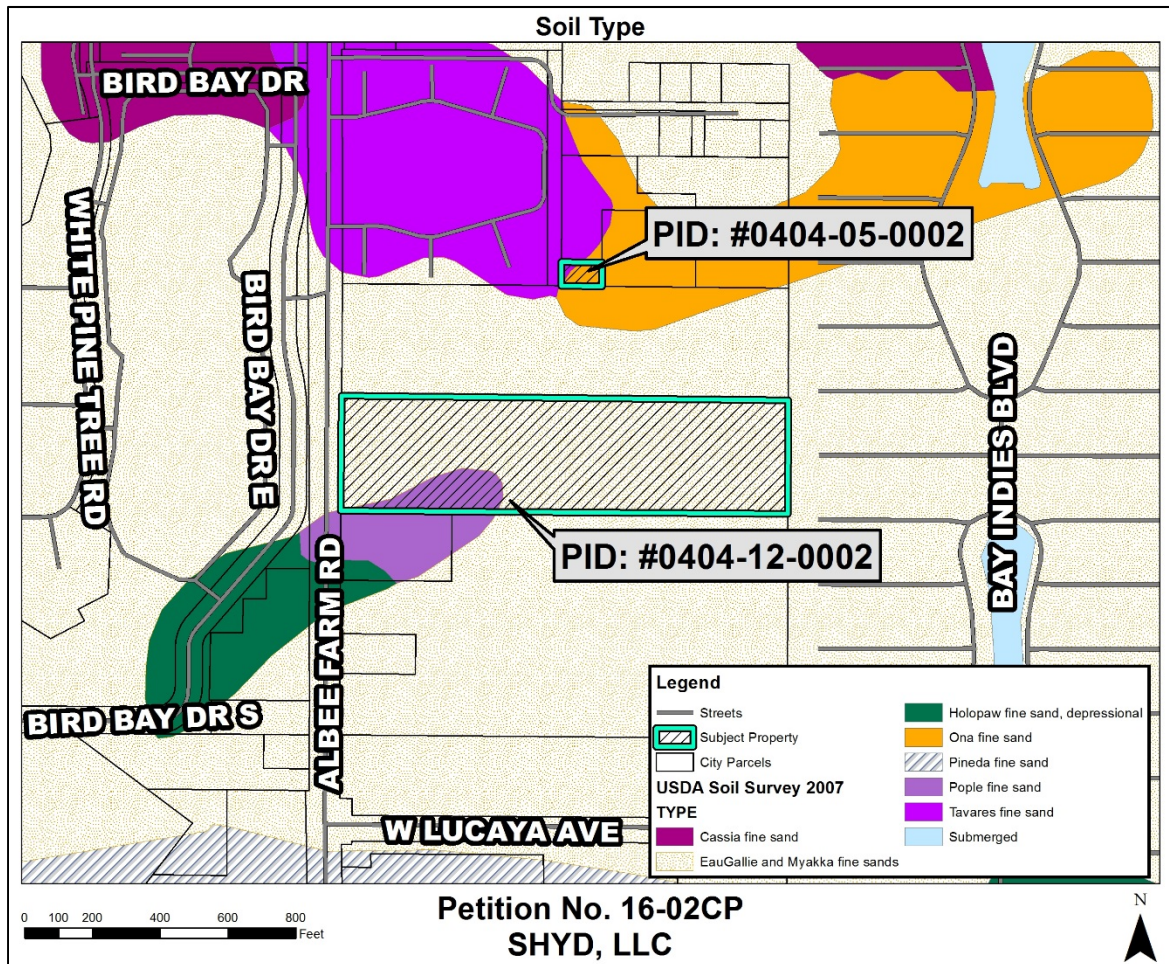 Soil Type
BIRD BAY DR
WHITE PINE TREE RD
BIRD BAY DR E
PID: #0404-05-0002
BAY INDIES BLVD
PID: #0404-12-0002
ALBEE FARM RD
BIRD BAY DR S
W LUCAYA AVE
Legend
Streets
Subject Property
City Parcels
USDA Soil Survey 2007
TYPE
Cassia fine sand
EauGallie and Myakka fine sands
Holopaw fine sand, depressional
Ona fine sand
Pineda fine sand
Pople fine sand
Tavares fine sand
Submerged
0 100 200 400 600 800
Feet
Petition No. 16-02CP
SHYD, LLC
N